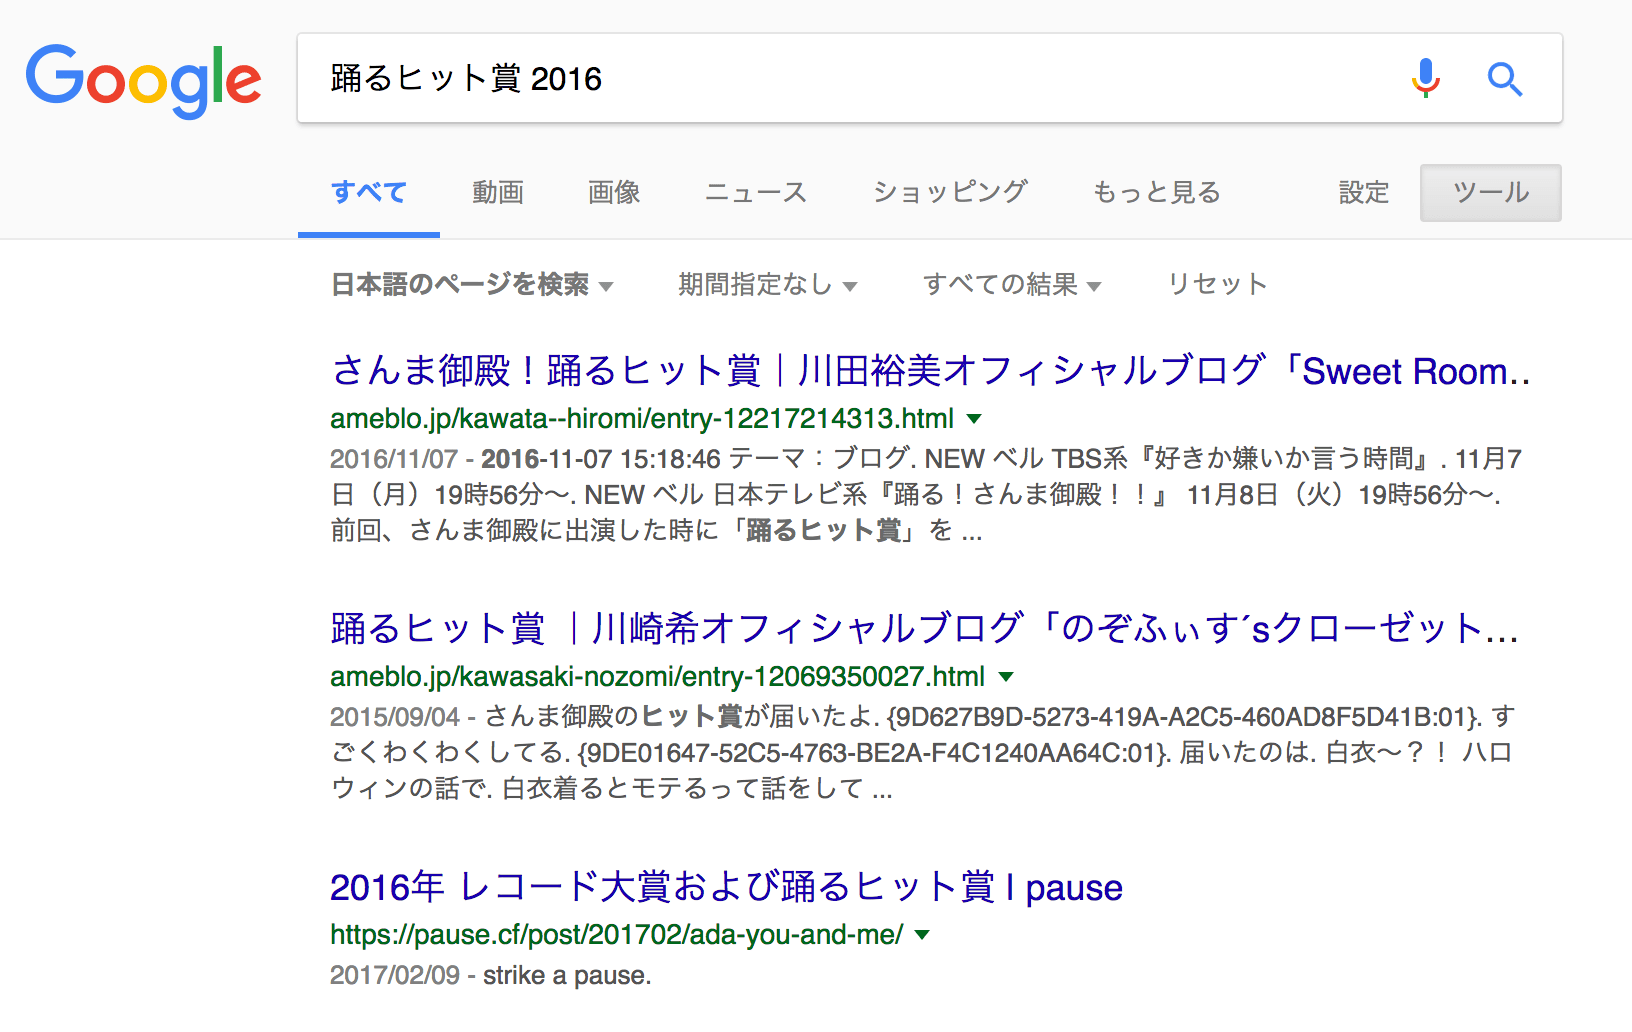 Google
踊るヒット賞 2016
すべて 動画 画像 ニュース ショッピング もっと見る 設定 ツール
日本語のページを検索 期間指定なし すべての結果 リセット
さんま御殿！踊るヒット賞｜川田裕美オフィシャルブログ「Sweet Room..
ameblo.jp/kawata--hiromi/entry-12217214313.html
2016/11/07 - 2016-11-07 15:18:46 テーマ：ブログ. NEW ベル TBS系『好きか嫌いか言う時間』. 11月7
日（月）19時56分〜. NEW ベル 日本テレビ系『踊る！さんま御殿！！』 11月8日（火）19時56分〜.
前回、さんま御殿に出演した時に「踊るヒット賞」を ...
踊るヒット賞 ｜川崎希オフィシャルブログ「のぞふぃす´sクローゼット...
ameblo.jp/kawasaki-nozomi/entry-12069350027.html
2015/09/04 - さんま御殿のヒット賞が届いたよ. {9D627B9D-5273-419A-A2C5-460AD8F5D41B:01}. す
ごくわくわくしてる. {9DE01647-52C5-4763-BE2A-F4C1240AA64C:01}. 届いたのは. 白衣〜？！ ハロ
ウィンの話で. 白衣着るとモテるって話をして ...
2016年 レコード大賞および踊るヒット賞 | pause
https://pause.cf/post/201702/ada-you-and-me/
2017/02/09 - strike a pause.